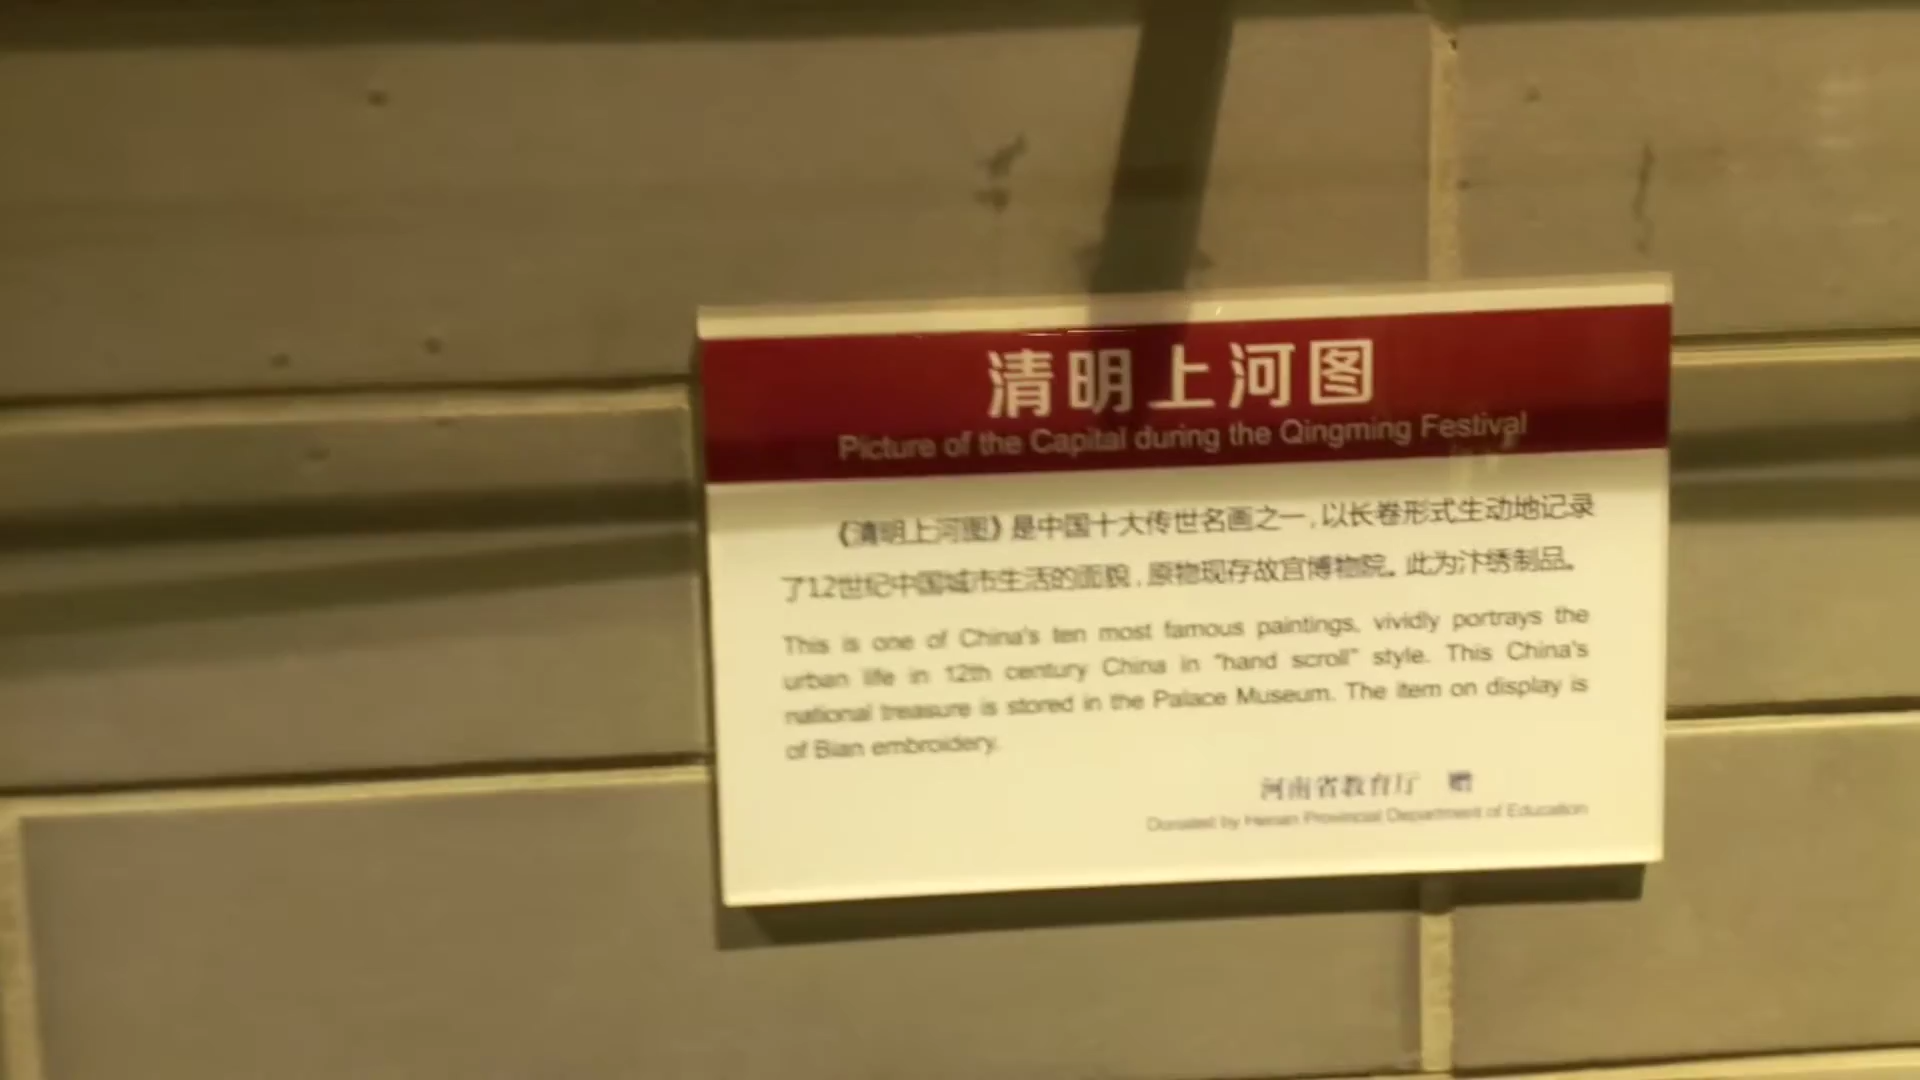 清明上河图
Picture of the Capital during the Qingming Festival
《清明上河图》是中国十大传世名画之一，以长卷形式生动地记录
了12世纪中国城市生活的面貌，原物现存故宫博物院。此为汴绣制品。
This is one of China's ten most famous paintings, vividly portrays the
urban life in 12th century China in "hand scroll" style. This China's
national treasure is stored in the Palace Museum. The item on display is
of Bian embroidery.
河南省教育厅 赠
Donated by Henan Provincial Department of Education